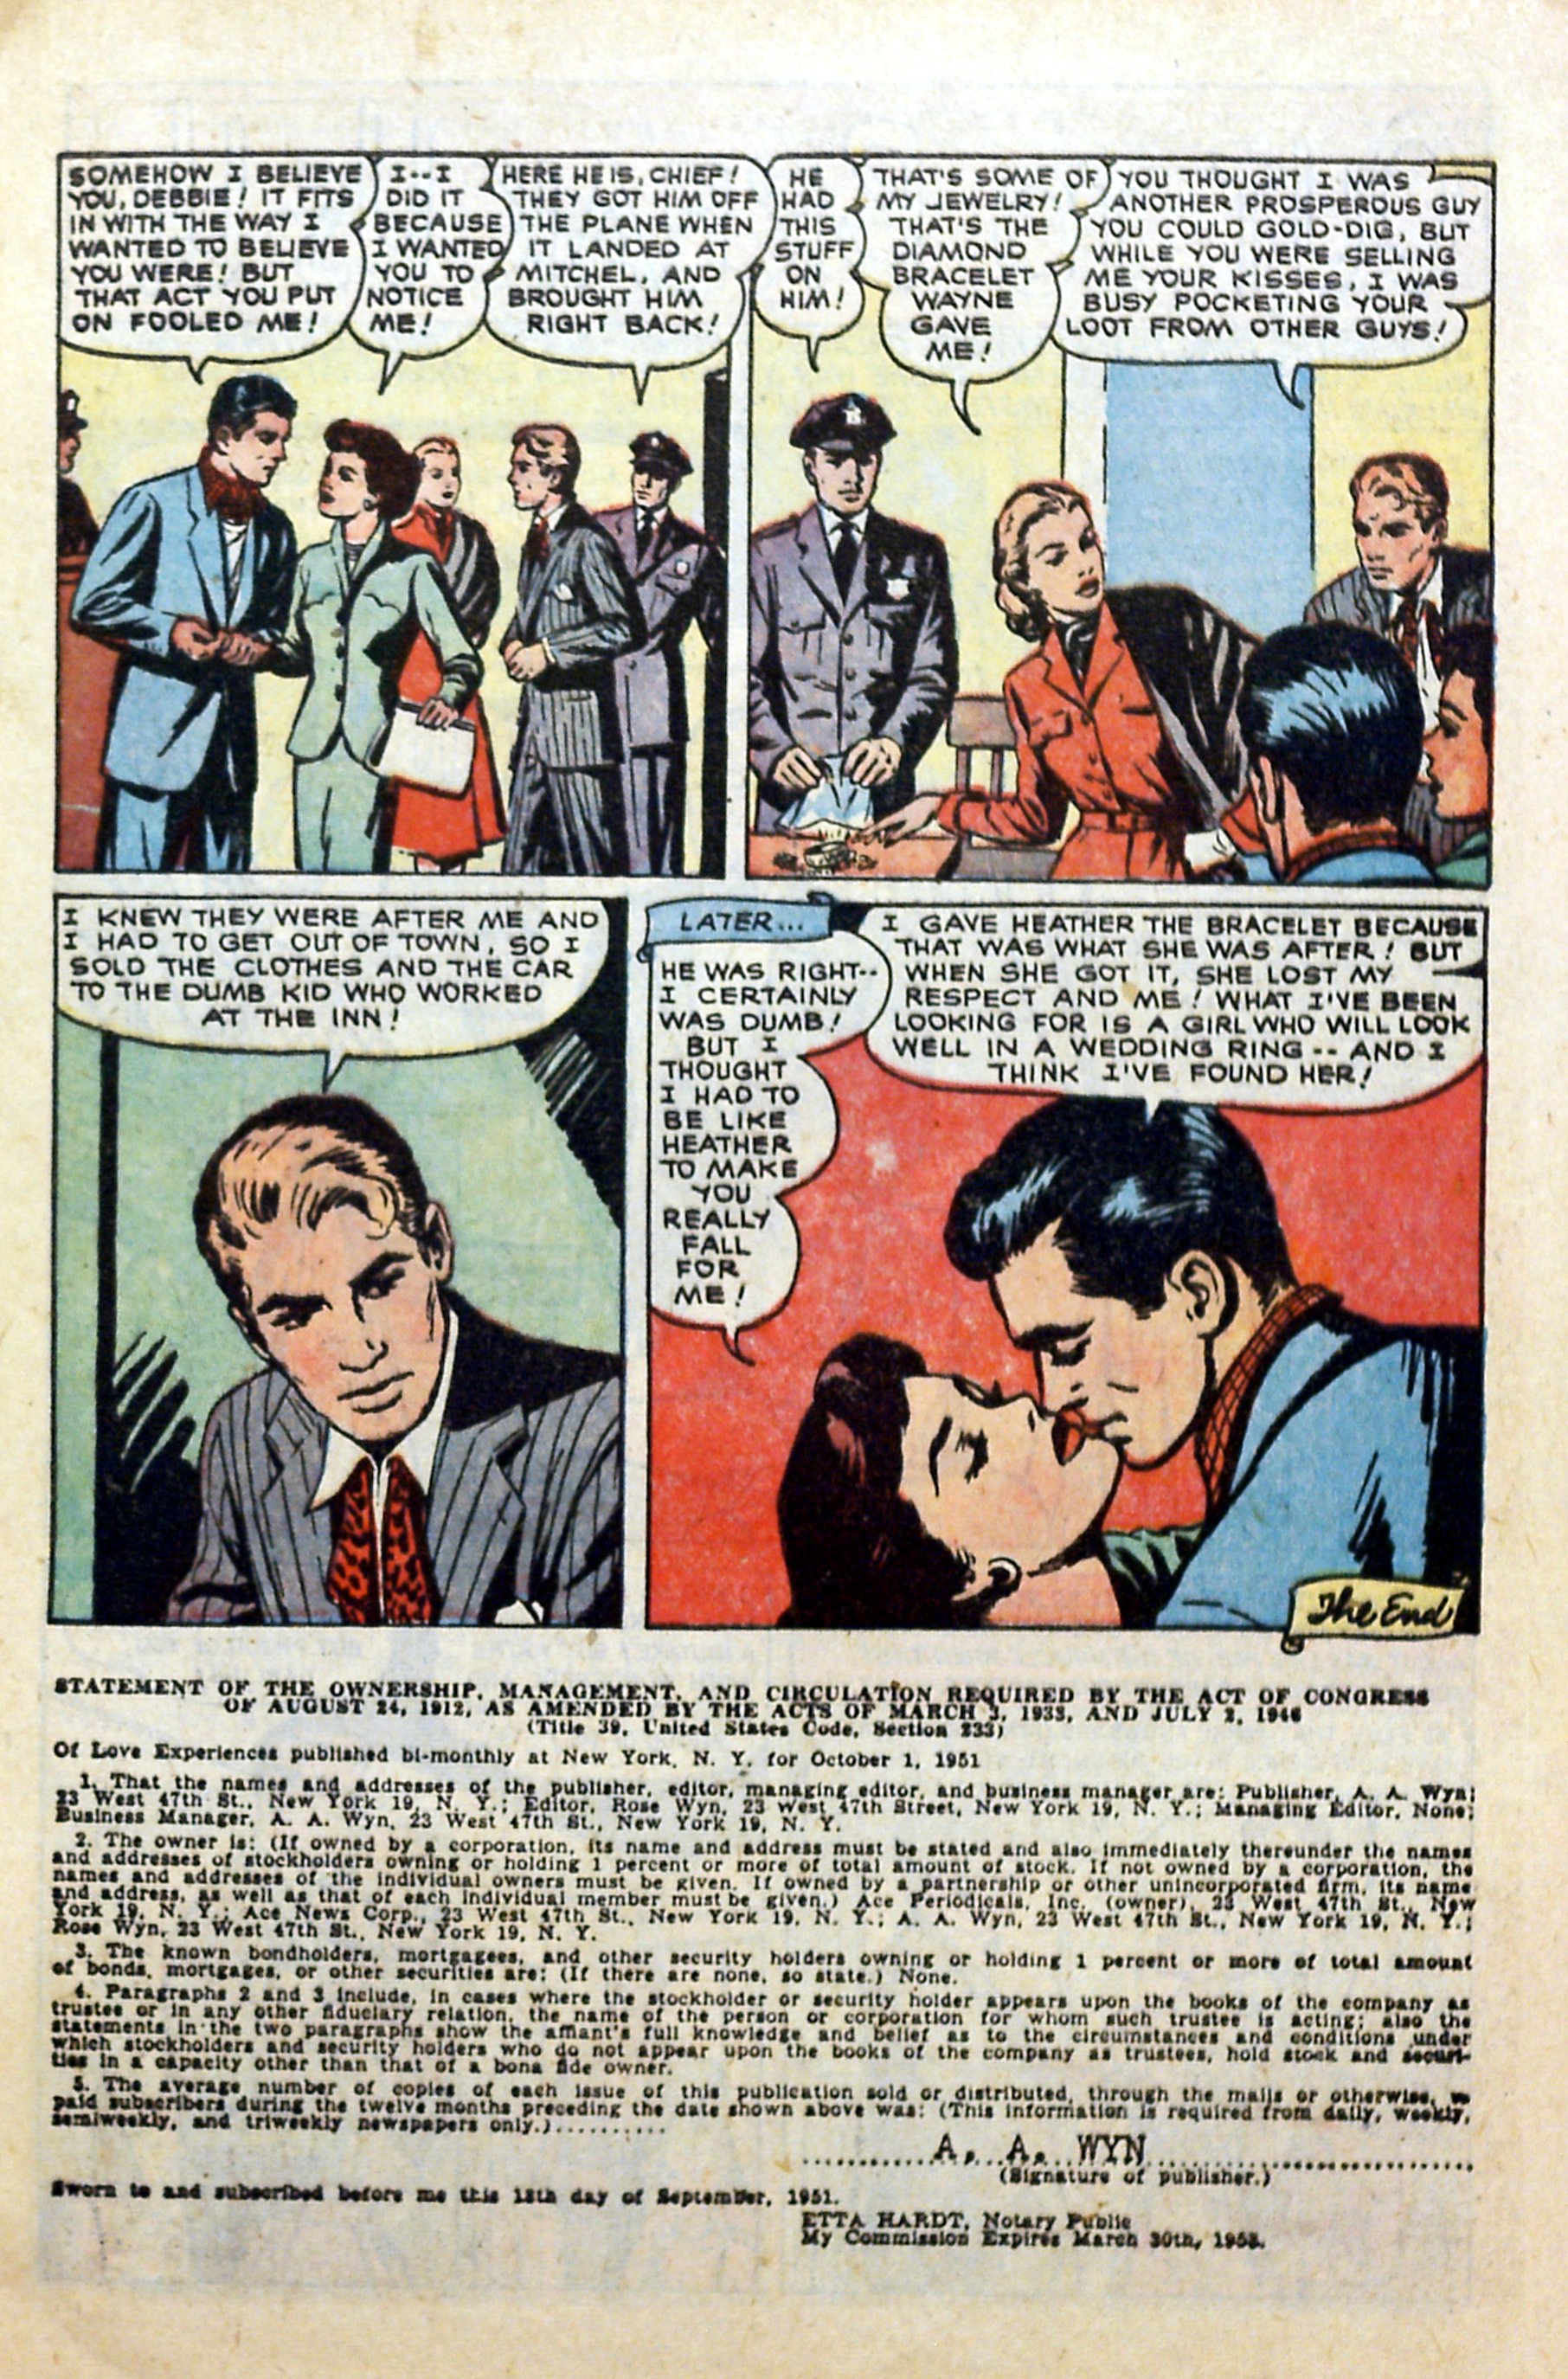 SOMEHOW I BELIEVE
YOU, DEBBIE! IT FITS
IN WITH THE WAY I
WANTED TO BELIEVE
YOU WERE! BUT
THAT ACT YOU PUT
ON FOOLED ME!
I--I
DID IT
BECAUSE
I WANTED
YOU TO
NOTICE
ME!
HERE HE IS, CHIEF!
THEY GOT HIM OFF
THE PLANE WHEN
IT LANDED AT
MITCHEL, AND
BROUGHT HIM
RIGHT BACK!
HE
HAD
THIS
STUFF
ON
HIM!
THAT'S SOME OF
MY JEWELRY!
THAT'S THE
DIAMOND
BRACELET
WAYNE
GAVE
ME!
YOU THOUGHT I WAS
ANOTHER PROSPEROUS GUY
YOU COULD GOLD-DIG, BUT
WHILE YOU WERE SELLING
ME YOUR KISSES, I WAS
BUSY POCKETING YOUR
LOOT FROM OTHER GUYS!
I KNEW THEY WERE AFTER ME AND
I HAD TO GET OUT OF TOWN, SO I
SOLD THE CLOTHES AND THE CAR
TO THE DUMB KID WHO WORKED
AT THE INN!
LATER...
HE WAS RIGHT--
I CERTAINLY
WAS DUMB!
BUT I
THOUGHT
I HAD TO
BE LIKE
HEATHER
TO MAKE
YOU
REALLY
FALL
FOR
ME!
I GAVE HEATHER THE BRACELET BECAUSE
THAT WAS WHAT SHE WAS AFTER! BUT
WHEN SHE GOT IT, SHE LOST MY
RESPECT AND ME! WHAT I'VE BEEN
LOOKING FOR IS A GIRL WHO WILL LOOK
WELL IN A WEDDING RING -- AND I
THINK I'VE FOUND HER!
The End
STATEMENT OF THE OWNERSHIP, MANAGEMENT, AND CIRCULATION REQUIRED BY THE ACT OF CONGRESS
OF AUGUST 24, 1912, AS AMENDED BY THE ACTS OF MARCH 3, 1933, AND JULY 2, 1946
(Title 39, United States Code, Section 233)
Of Love Experiences published bi-monthly at New York, N. Y. for October 1, 1951
1. That the names and addresses of the publisher, editor, managing editor, and business manager are: Publisher, A. A. Wyn;
23 West 47th St., New York 19, N. Y.; Editor, Rose Wyn, 23 West 47th Street, New York 19, N. Y.; Managing Editor, None;
Business Manager, A. A. Wyn, 23 West 47th St., New York 19, N. Y.
2. The owner is: (If owned by a corporation, its name and address must be stated and also immediately thereunder the names
and addresses of stockholders owning or holding 1 percent or more of total amount of stock. If not owned by a corporation, the
names and addresses of the individual owners must be given. If owned by a partnership or other unincorporated firm, its name
and address, as well as that of each individual member must be given.) Ace Periodicals, Inc. (owner), 23 West 47th St., New
York 19, N. Y.; Ace News Corp., 23 West 47th St., New York 19, N. Y.; A. A. Wyn, 23 West 47th St., New York 19, N. Y.;
Rose Wyn, 23 West 47th St., New York 19, N. Y.
3. The known bondholders, mortgagees, and other security holders owning or holding 1 percent or more of total amount
of bonds, mortgages, or other securities are: (If there are none, so state.) None.
4. Paragraphs 2 and 3 include, in cases where the stockholder or security holder appears upon the books of the company as
trustee or in any other fiduciary relation, the name of the person or corporation for whom such trustee is acting; also the
statements in the two paragraphs show the affiant's full knowledge and belief as to the circumstances and conditions under
which stockholders and security holders who do not appear upon the books of the company as trustees, hold stock and securi-
ties in a capacity other than that of a bona fide owner.
5. The average number of copies of each issue of this publication sold or distributed, through the mails or otherwise, to
paid subscribers during the twelve months preceding the date shown above was: (This information is required from daily, weekly,
semiweekly, and triweekly newspapers only.)..........
A. A. WYN
(Signature of publisher.)
Sworn to and subscribed before me this 18th day of September, 1951.
ETTA HARDT, Notary Public
My Commission Expires March 30th, 1953.